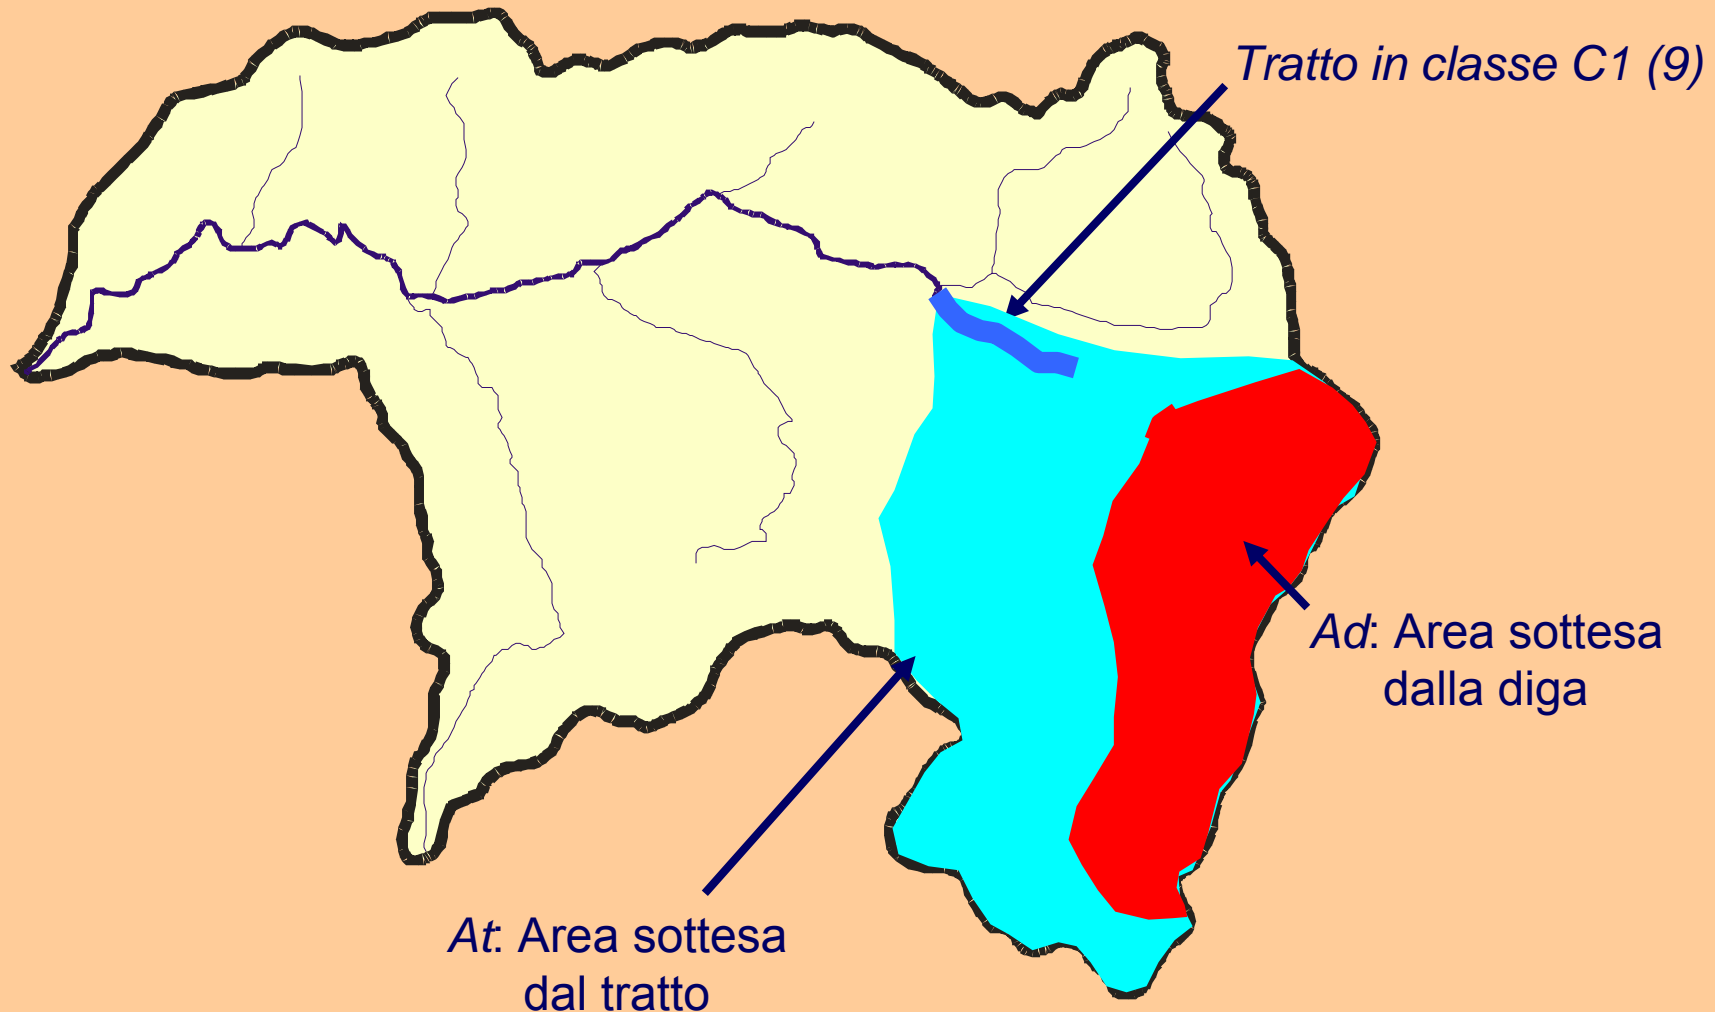 Tratto in classe C1 (9)
Ad: Area sottesa
dalla diga
At: Area sottesa
dal tratto